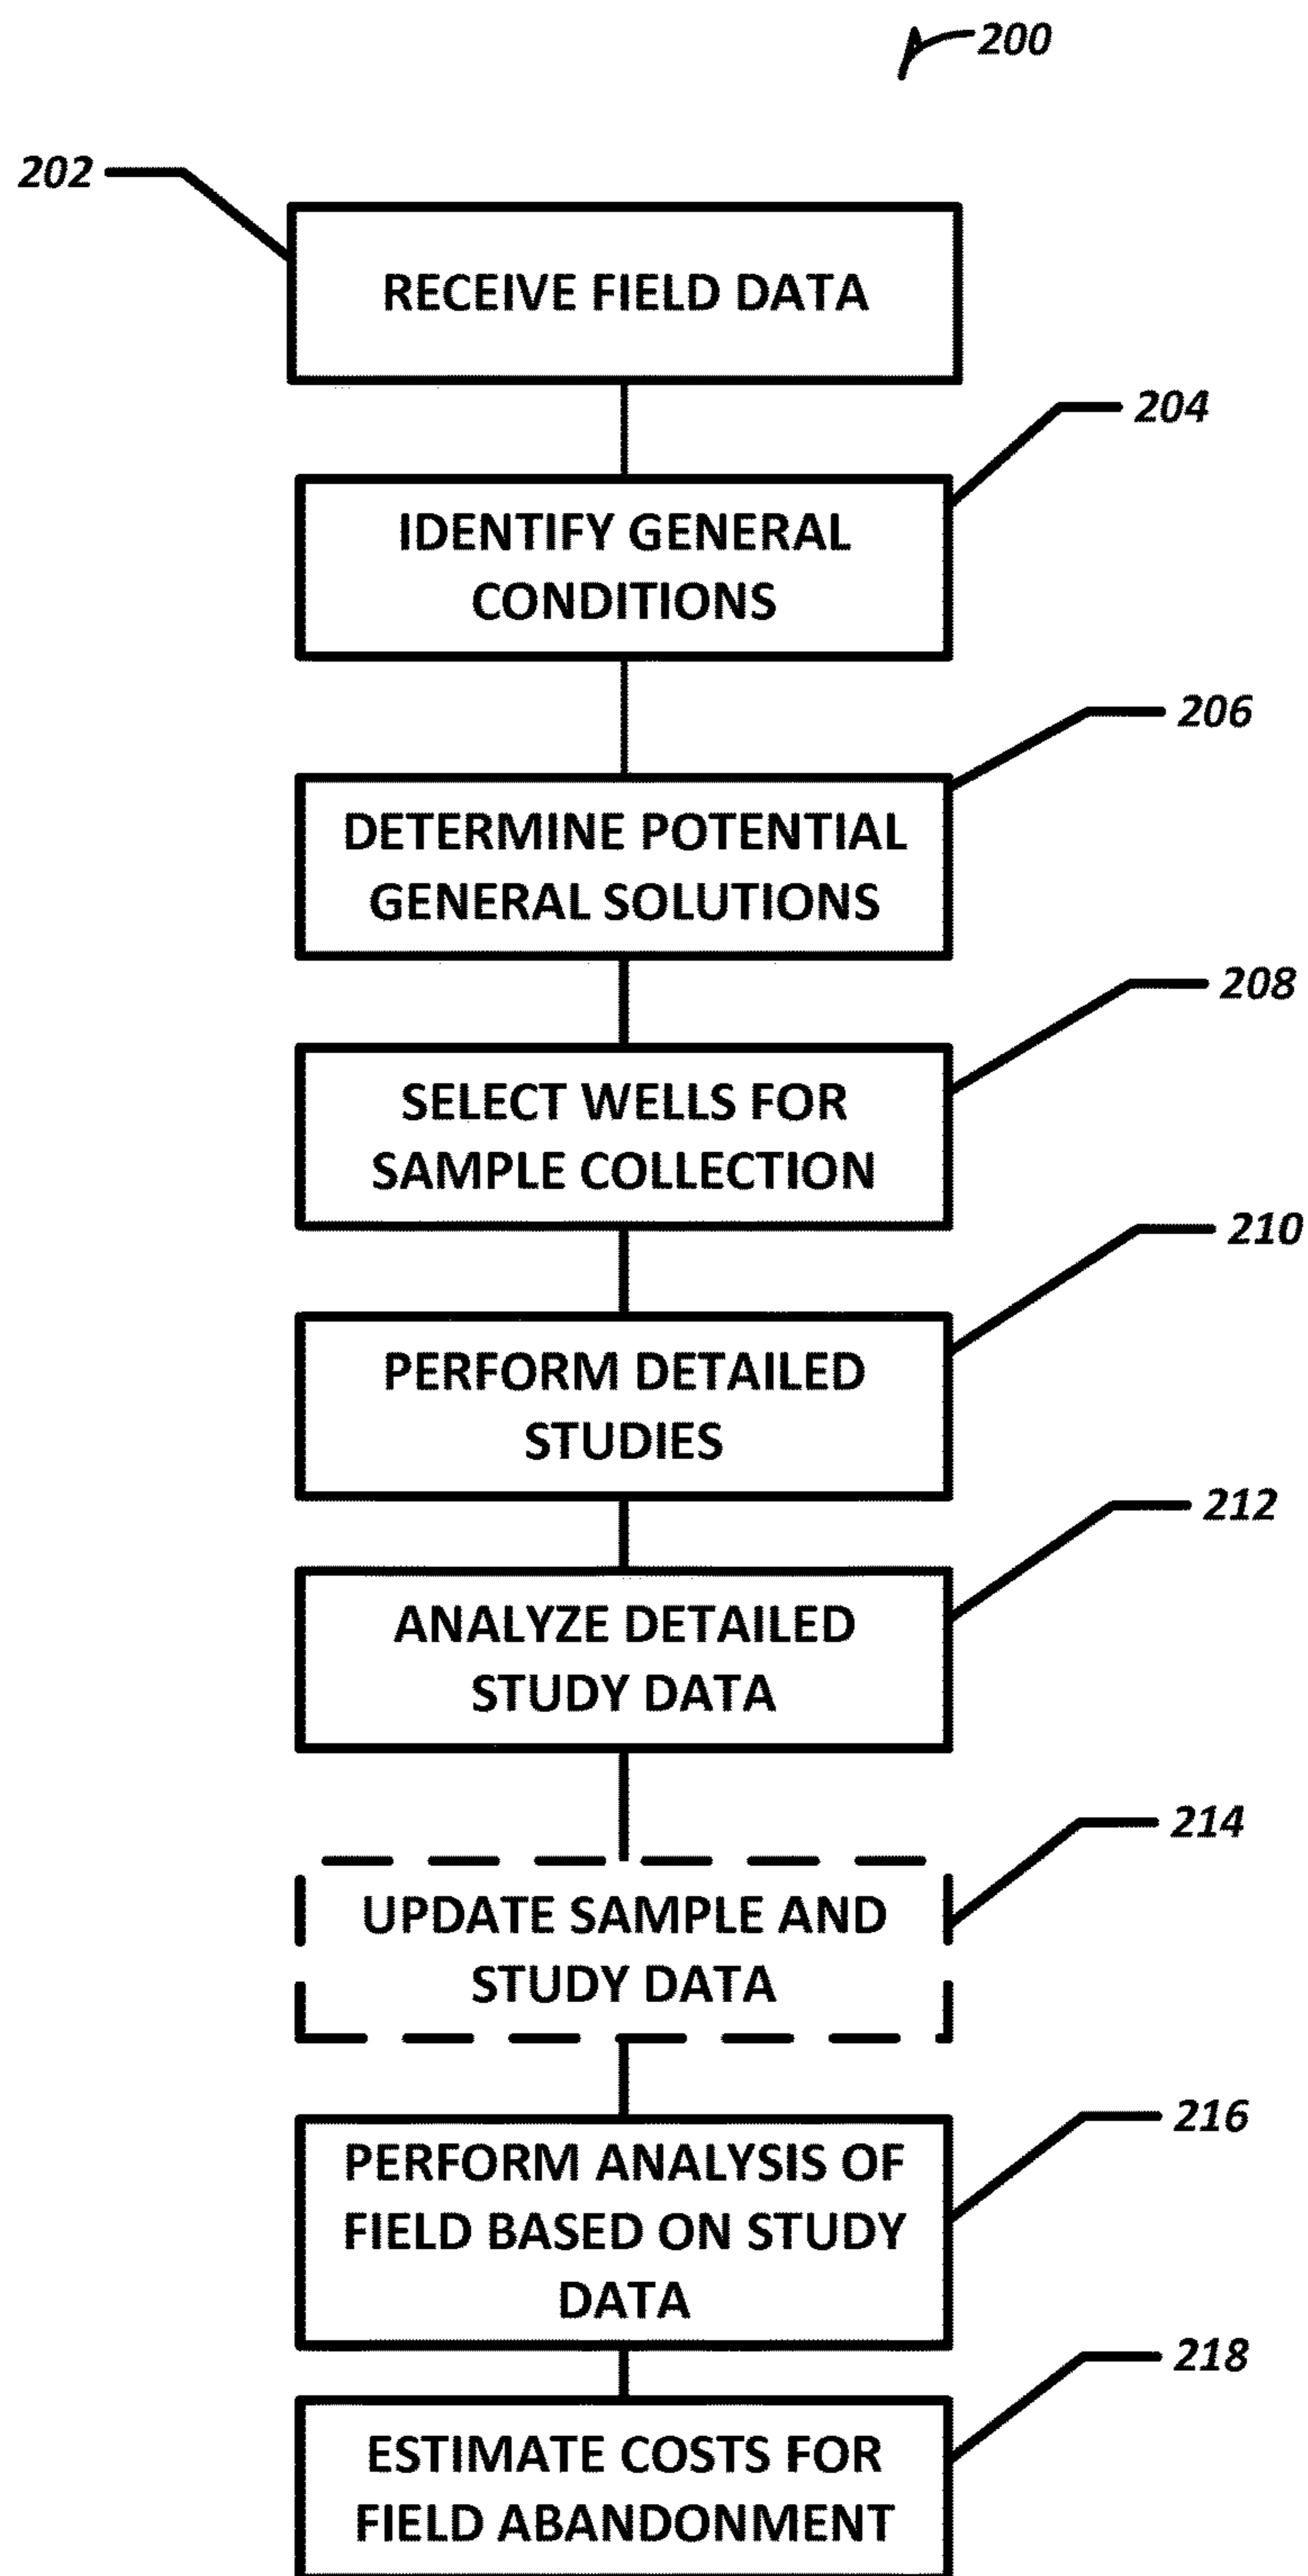 200
202
RECEIVE FIELD DATA
204
IDENTIFY GENERAL
CONDITIONS
206
DETERMINE POTENTIAL
GENERAL SOLUTIONS
208
SELECT WELLS FOR
SAMPLE COLLECTION
210
PERFORM DETAILED
STUDIES
212
ANALYZE DETAILED
STUDY DATA
214
UPDATE SAMPLE AND
STUDY DATA
216
PERFORM ANALYSIS OF
FIELD BASED ON STUDY
DATA
218
ESTIMATE COSTS FOR
FIELD ABANDONMENT